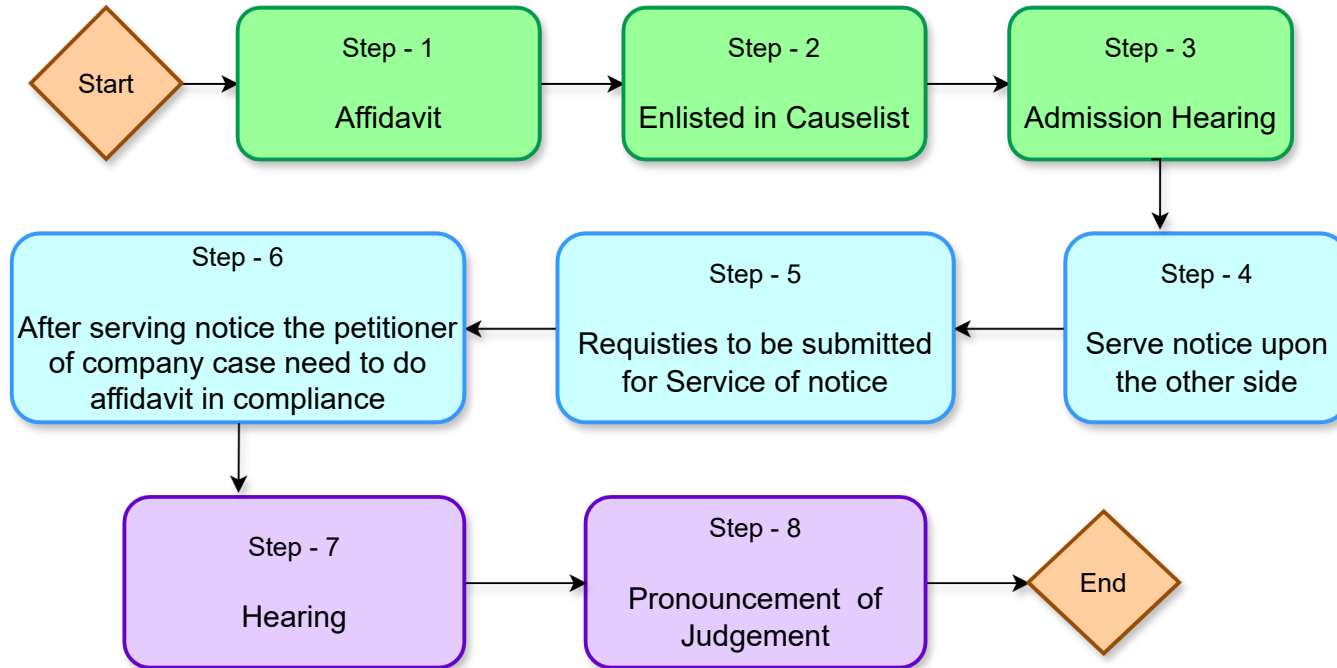 Start
Step - 1
Affidavit
Step - 2
Enlisted in Causelist
Step - 3
Admission Hearing
Step - 4
Serve notice upon
the other side
Step - 5
Requisties to be submitted
for Service of notice
Step - 6
After serving notice the petitioner
of company case need to do
affidavit in compliance
Step - 7
Hearing
Step - 8
Pronouncement of
Judgement
End